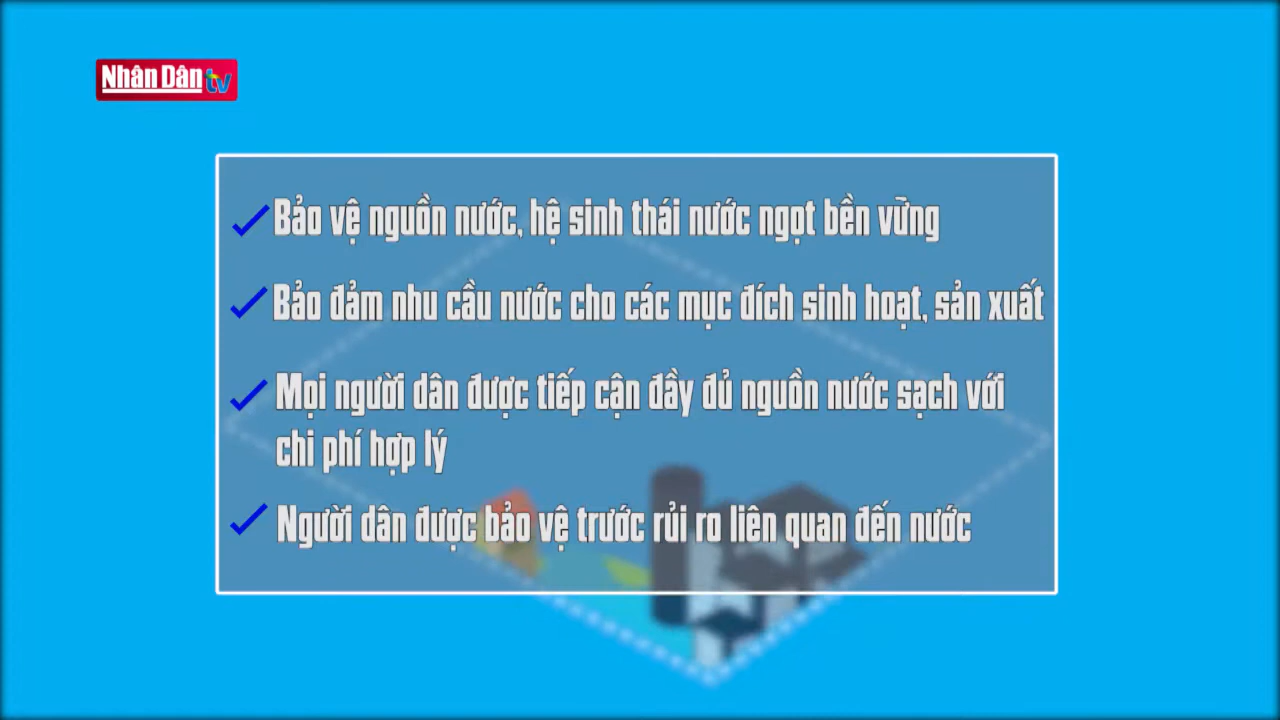 Nhân Dân tv
Bảo vệ nguồn nước, hệ sinh thái nước ngọt bền vững
Bảo đảm nhu cầu nước cho các mục đích sinh hoạt, sản xuất
Mọi người dân được tiếp cận đầy đủ nguồn nước sạch với
chi phí hợp lý
Người dân được bảo vệ trước rủi ro liên quan đến nước